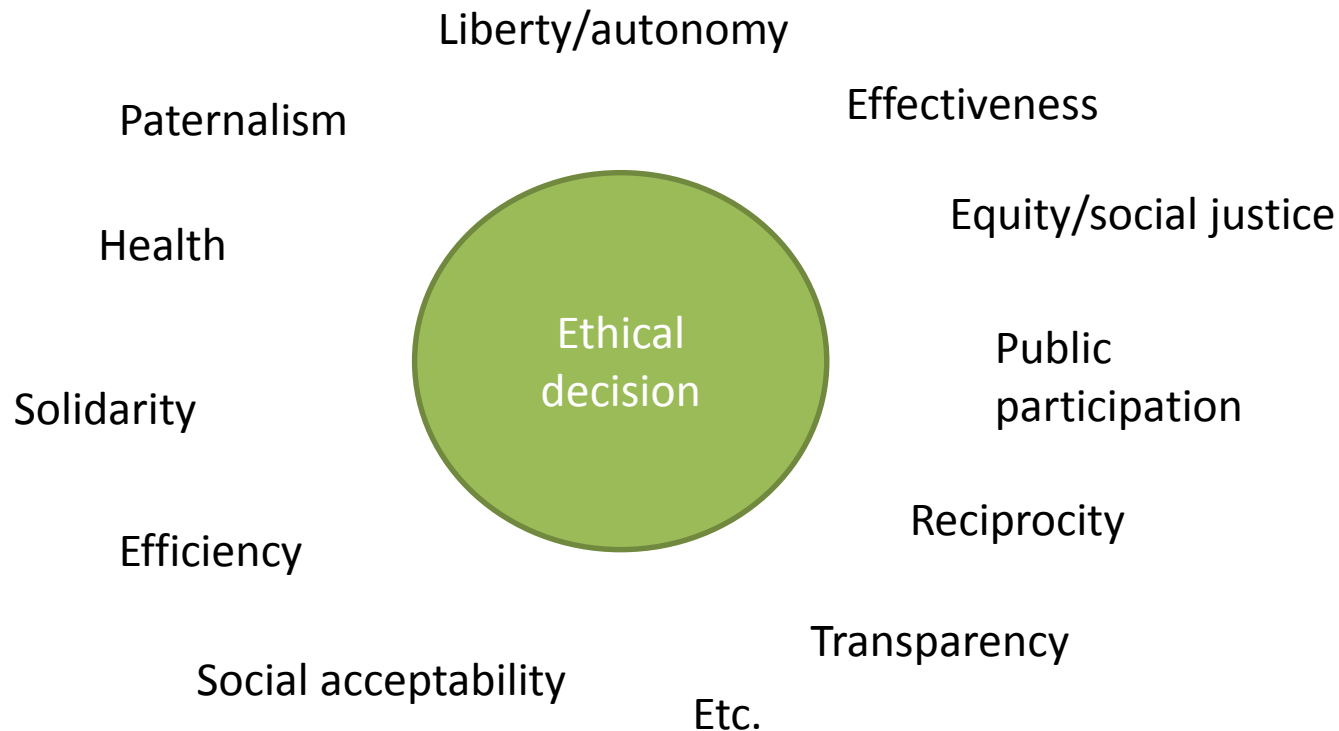 Liberty/autonomy
Paternalism
Effectiveness
Equity/social justice
Health
Ethical
decision
Public
participation
Solidarity
Reciprocity
Efficiency
Transparency
Social acceptability
Etc.